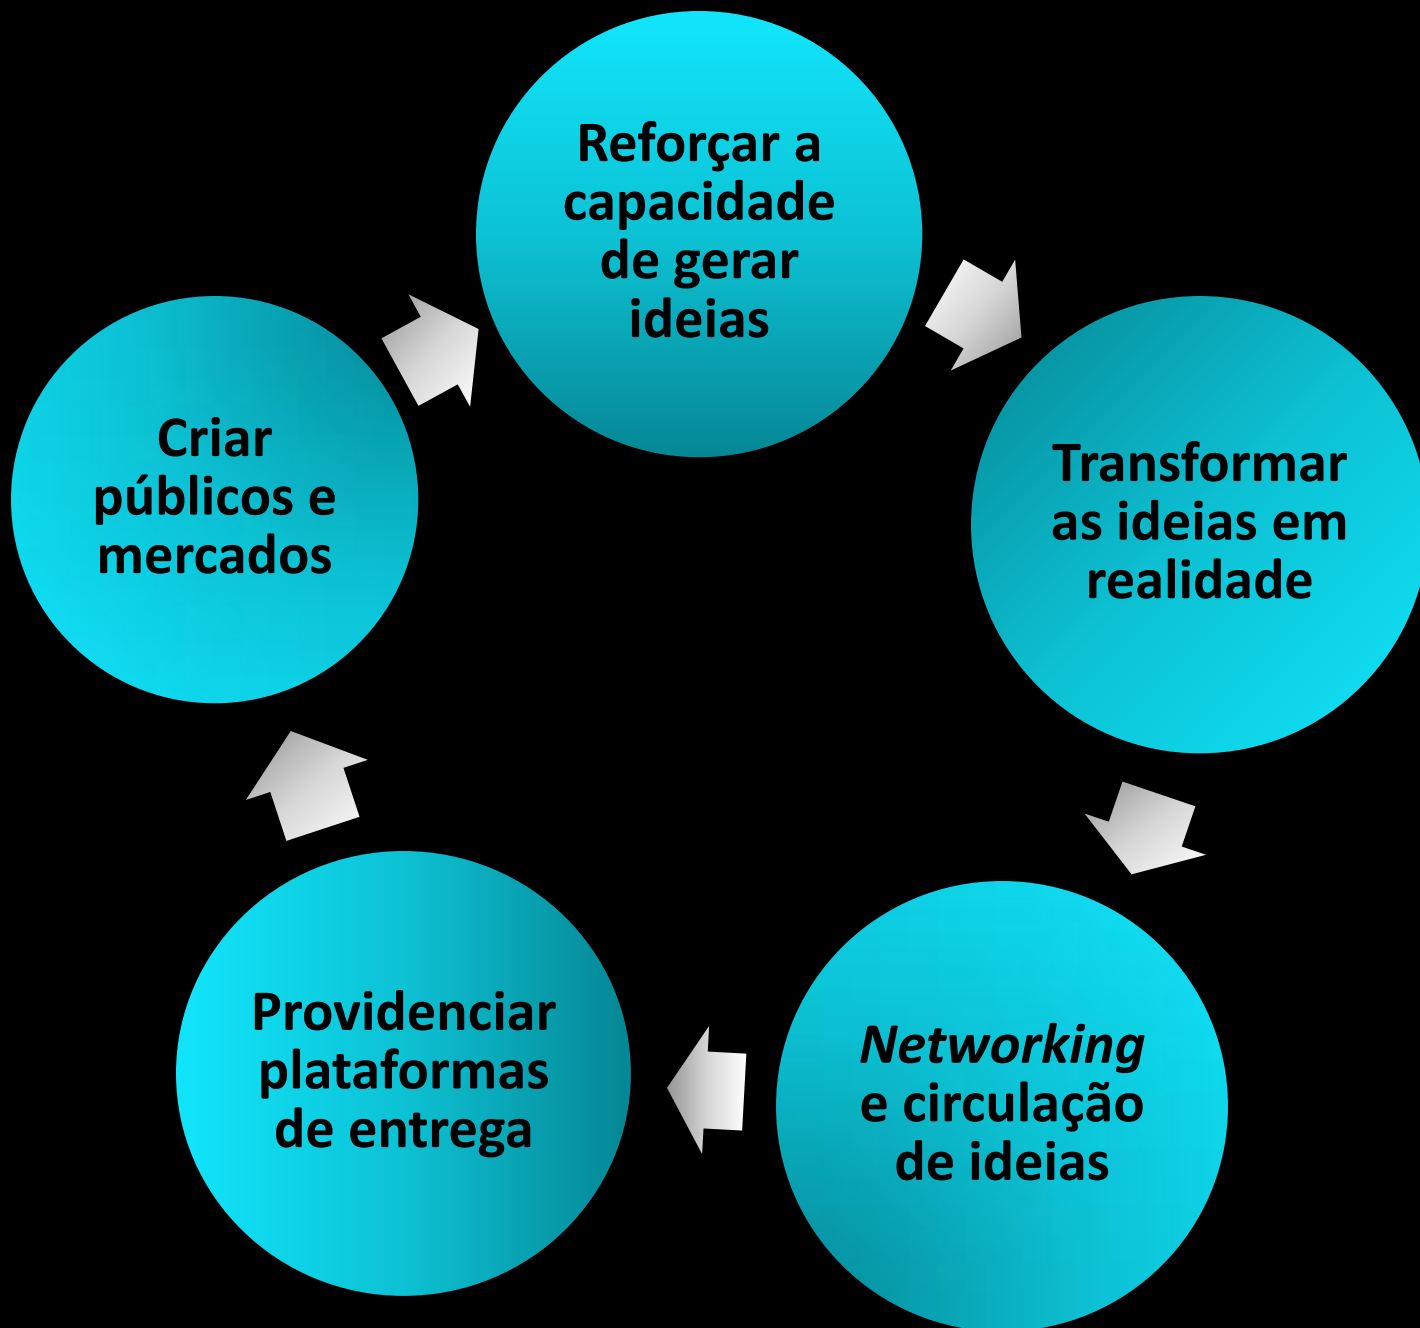 Reforçar a
capacidade
de gerar
ideias
Transformar
as ideias em
realidade
Networking
e circulação
de ideias
Providenciar
plataformas
de entrega
Criar
públicos e
mercados